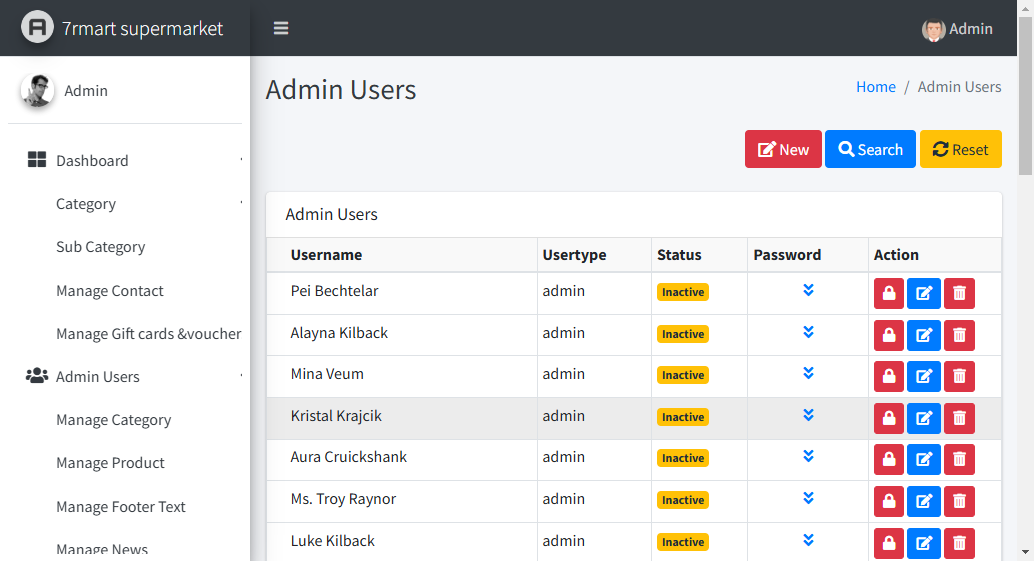 7rmart supermarket
Admin
Admin
Dashboard
Category
Sub Category
Manage Contact
Manage Gift cards &voucher
Admin Users
Manage Category
Manage Product
Manage Footer Text
Manage News
Admin Users
Home / Admin Users
New Search Reset
Admin Users
Username Usertype Status Password Action
Pei Bechtelar admin Inactive
Alayna Kilback admin Inactive
Mina Veum admin Inactive
Kristal Krajcik admin Inactive
Aura Cruickshank admin Inactive
Ms. Troy Raynor admin Inactive
Luke Kilback admin Inactive